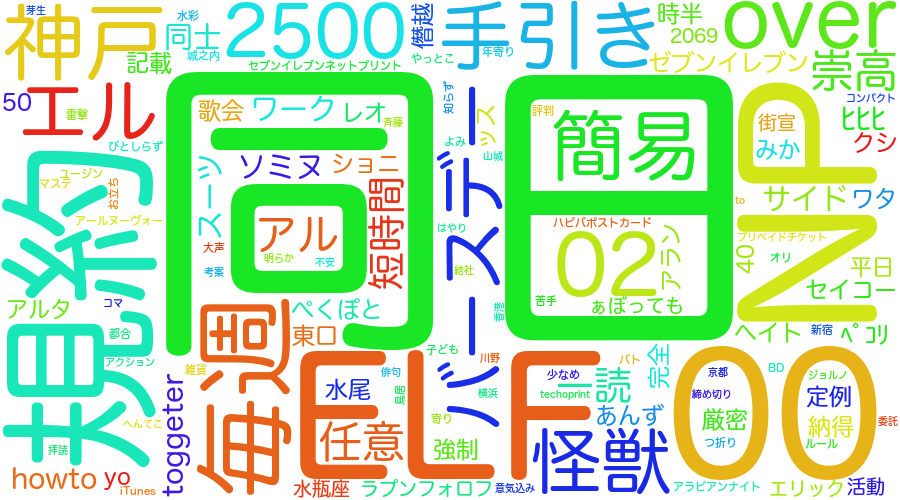 神戸
同士
2500
僭越
手引き
時半
2069
over
芽生
水彩
城之内
記載
セブンイレブンネットプリント
やっとこ
年寄り
セブンイレブン
崇高
エル
50
雷撃
びとしらず
歌会
ワーク
レオ
斉藤
知らず
ッス
評判
簡易
街宣
みか
コンパクト
ヒヒヒ
クシ
同田
規約
ユージン
マステ
お立ち
アールヌーヴォー
スーツ
ソミヌ
ショニ
よみ
山城
バースデー
NP
サイド
ワタ
to
アル
明らか
不安
短時間
大声
考案
はやり
結社
ハピバポストカード
02
アラン
苦手
ぁぼっても
プリペイドチケット
40
オリ
平日
セイコー
アルタ
コマ
都合
アクション
毎週
ぺくぽと
東口
香港
ヘイト
新宿
ペコリ
雑貨
子ども
川野
ELF
少なめ
バト
完全
京都
BD
ジョルノ
00
水尾
俳句
鳥居
横浜
techoprint
一読
締め切り
定例
へんてこ
拝読
toggeter
任意
寄り
強制
あんず
厳密
納得
委託
怪獣
つ折り
ルール
howto
yo
iTunes
水瓶座
ラプンフォロフ
意気込み
アラビアンナイト
エリック
活動